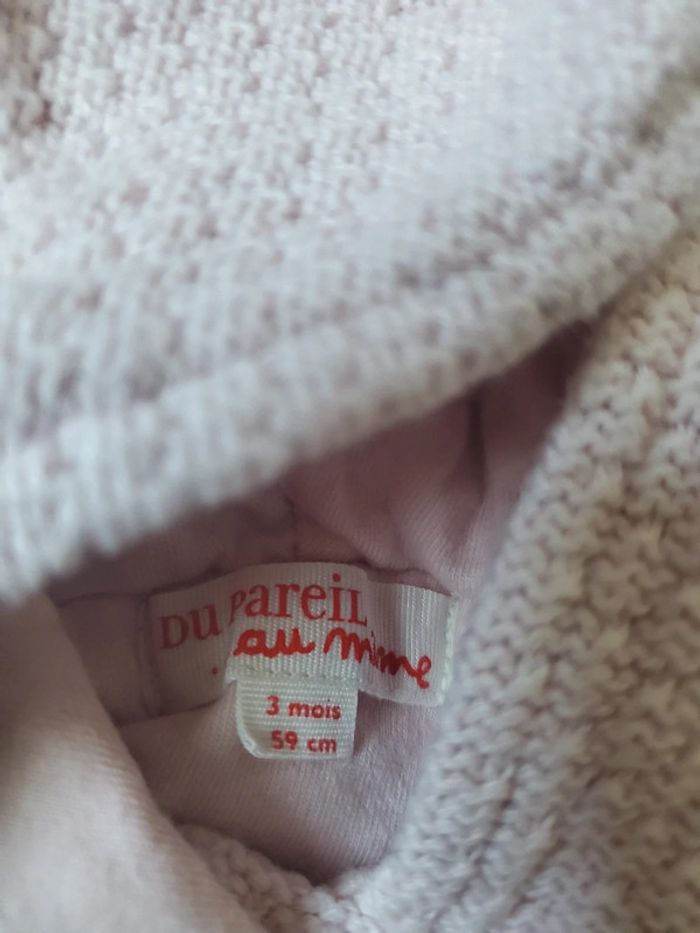 DU PAREIL
au même
3 mois
59 cm